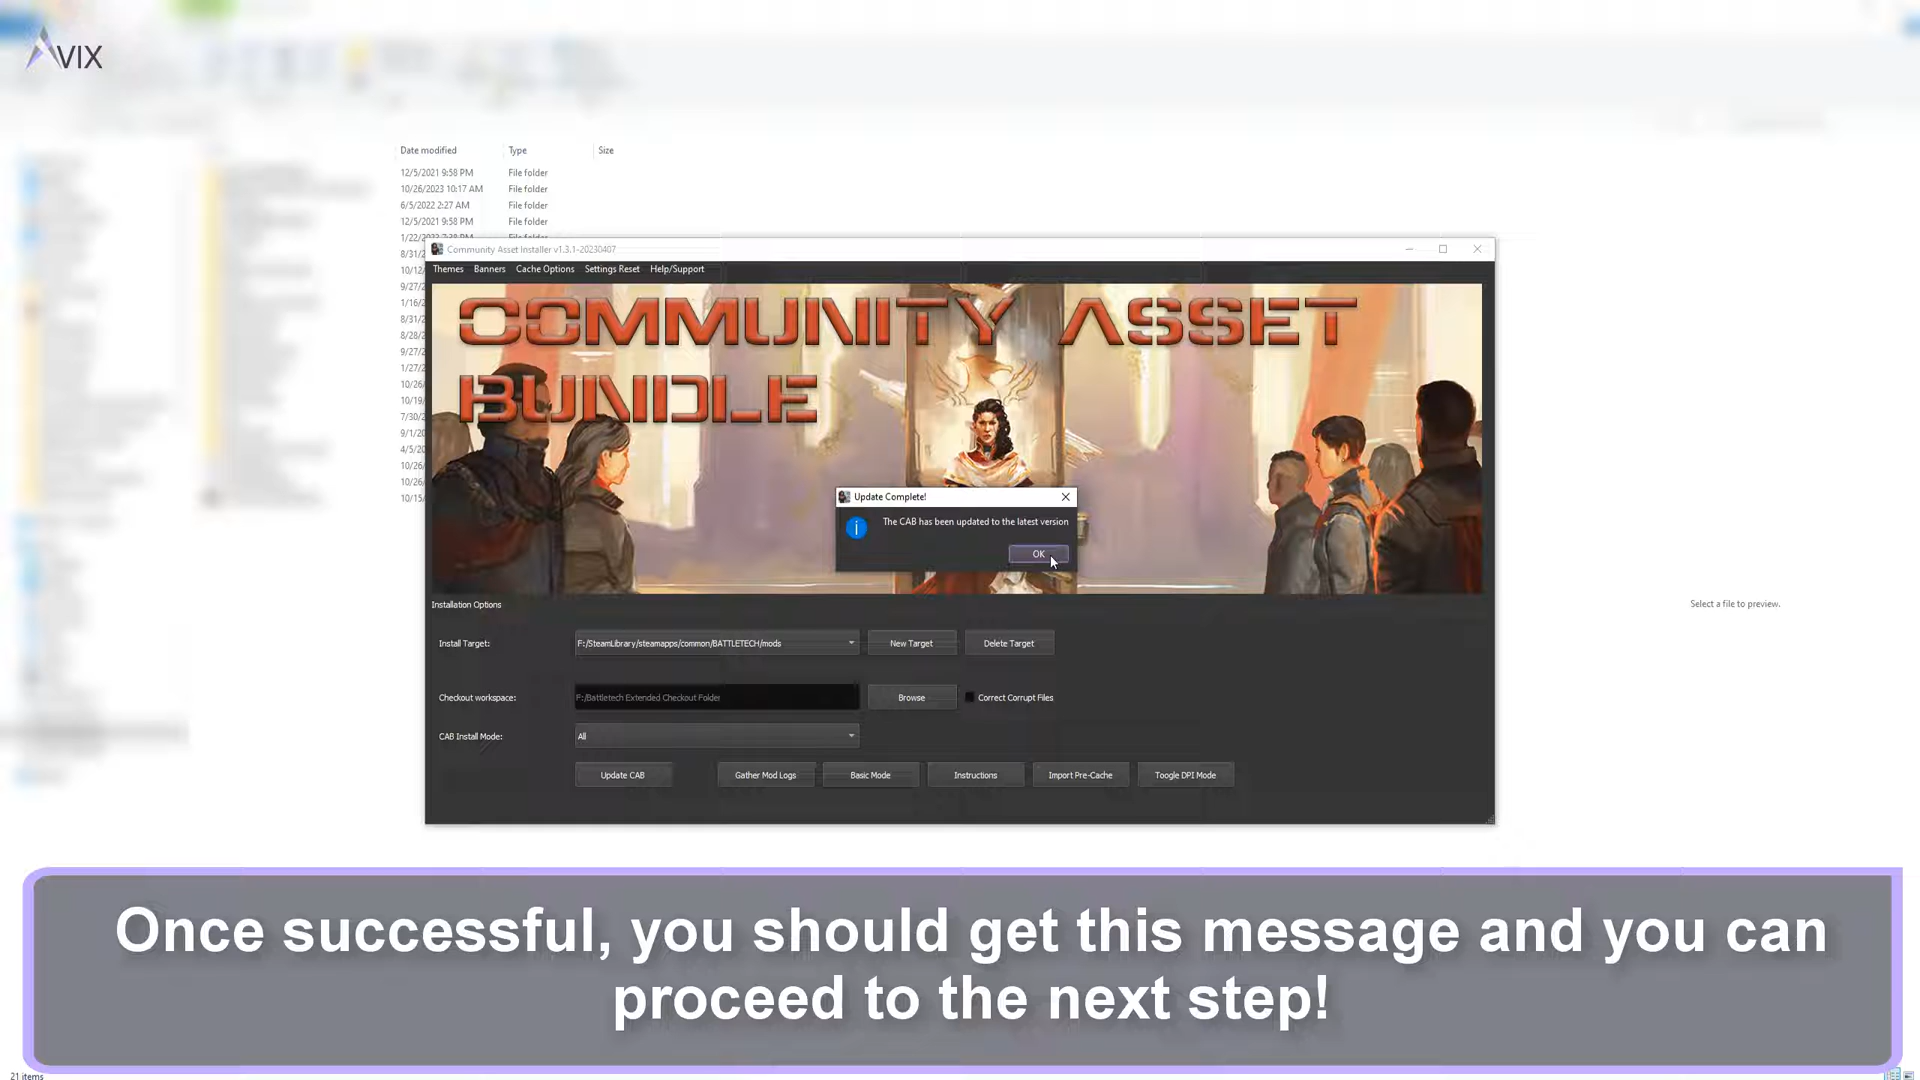 AVIX
Date modified Type Size
12/5/2021 9:58 PM File folder
10/26/2023 10:17 AM File folder
6/5/2022 2:27 AM File folder
12/5/2021 9:58 PM File folder
Community Asset Installer v1.3.1-20230407
Themes Banners Cache Options Settings Reset Help/Support
COMMUNITY ASSET
BUNDLE
Update Complete!
The CAB has been updated to the latest version
OK
Installation Options
Install Target: F:/SteamLibrary/steamapps/common/BATTLETECH/mods New Target Delete Target
Select a file to preview.
Checkout workspace: F:/Battletech Extended Checkout Folder Browse Correct Corrupt Files
CAB Install Mode: All
Update CAB Gather Mod Logs Basic Mode Instructions Import Pre-Cache Toogle DPI Mode
Once successful, you should get this message and you can
proceed to the next step!
21 items